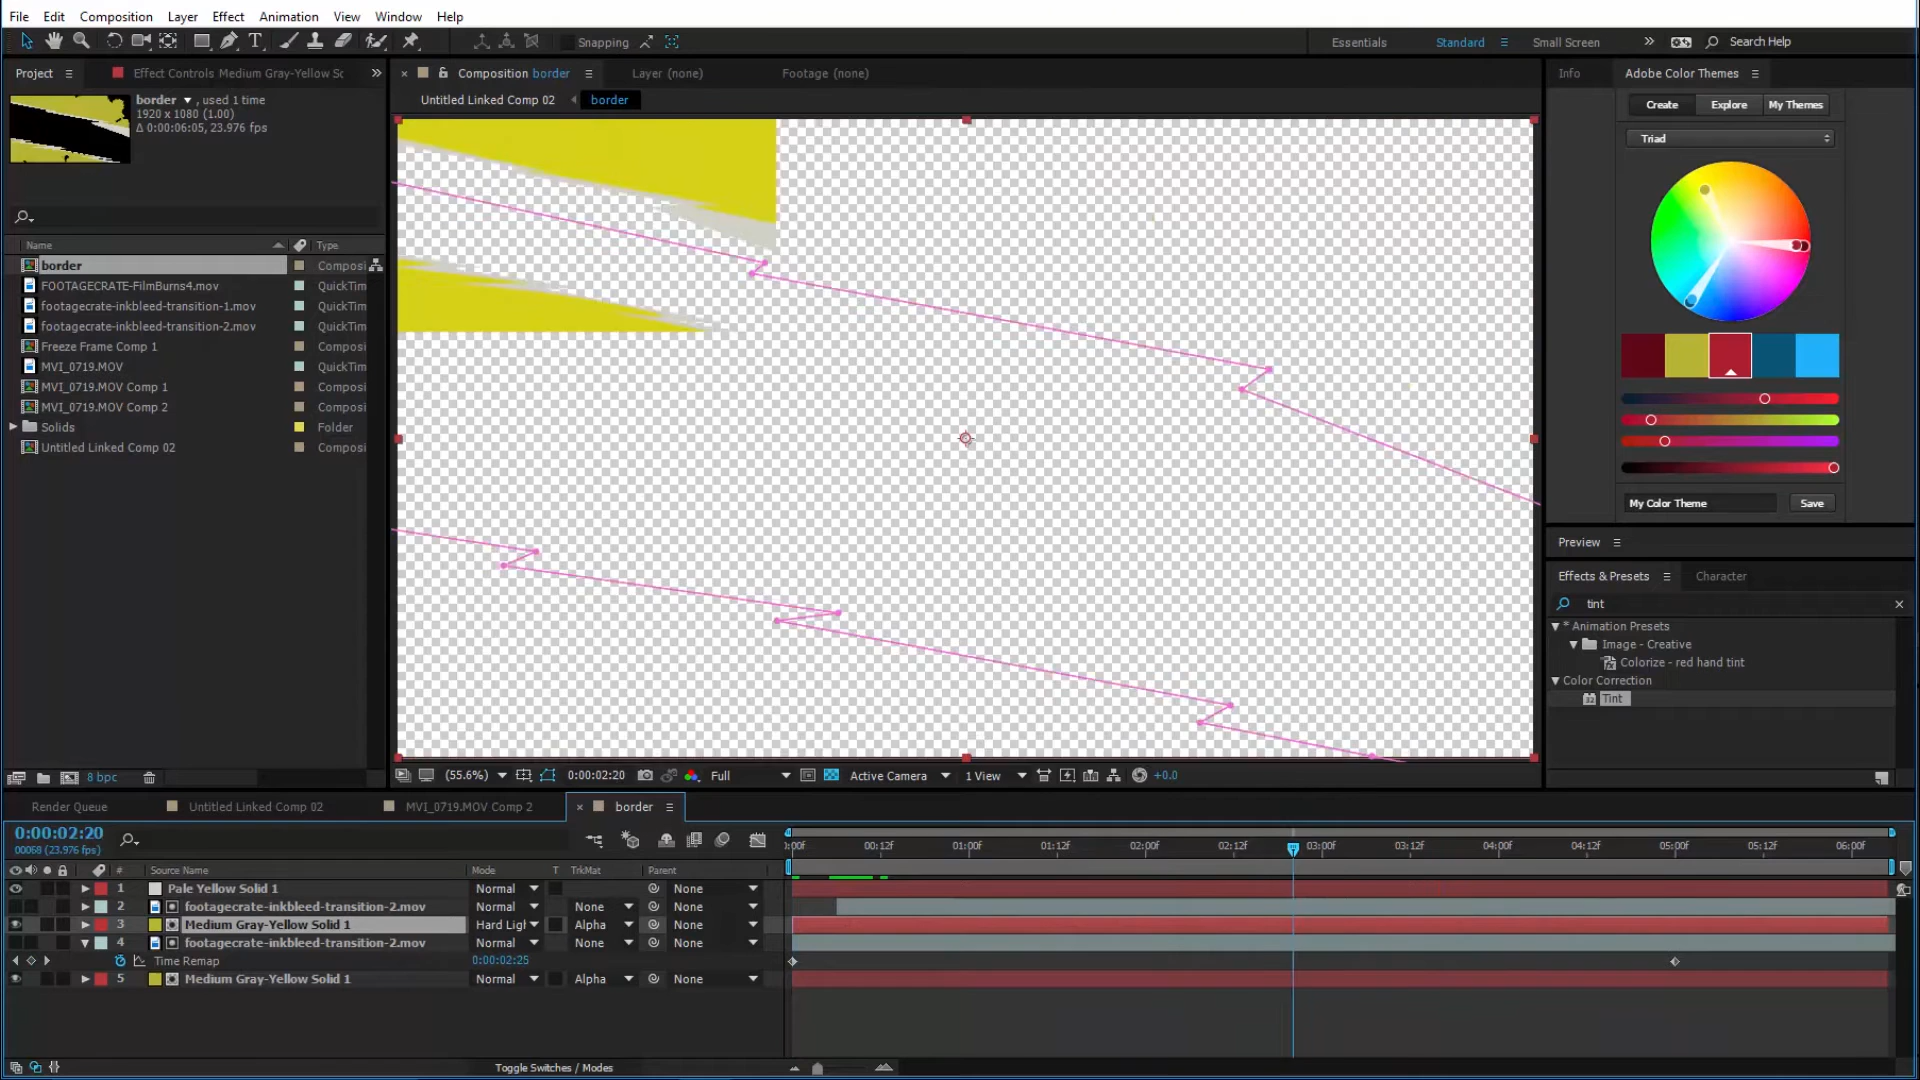 File Edit Composition Layer Effect Animation View Window Help
Snapping
Essentials Standard Small Screen Search Help
Project Effect Controls Medium Gray-Yellow Sc
Composition border Layer (none) Footage (none)
Info Adobe Color Themes
border , used 1 time
1920 x 1080 (1.00)
Δ 0:00:06:05, 23.976 fps
Untitled Linked Comp 02 border
Create Explore My Themes
Triad
Name Type
border Composi
FOOTAGECRATE-FilmBurns4.mov QuickTim
footagecrate-inkbleed-transition-1.mov QuickTim
footagecrate-inkbleed-transition-2.mov QuickTim
Freeze Frame Comp 1 Composi
MVI_0719.MOV QuickTim
MVI_0719.MOV Comp 1 Composi
MVI_0719.MOV Comp 2 Composi
Solids Folder
Untitled Linked Comp 02 Composi
My Color Theme Save
Preview
Effects & Presets Character
tint
* Animation Presets
Image - Creative
Colorize - red hand tint
Color Correction
Tint
8 bpc
(55.6%) 0:00:02:20 Full Active Camera 1 View +0.0
Render Queue Untitled Linked Comp 02 MVI_0719.MOV Comp 2 border
0:00:02:20
00068 (23.976 fps)
:00f 00:12f 01:00f 01:12f 02:00f 02:12f 03:00f 03:12f 04:00f 04:12f 05:00f 05:12f 06:00f
# Source Name Mode T TrkMat Parent
1 Pale Yellow Solid 1 Normal None
2 footagecrate-inkbleed-transition-2.mov Normal None None
3 Medium Gray-Yellow Solid 1 Hard Ligh Alpha None
4 footagecrate-inkbleed-transition-2.mov Normal None None
Time Remap 0:00:02:25
5 Medium Gray-Yellow Solid 1 Normal Alpha None
Toggle Switches / Modes